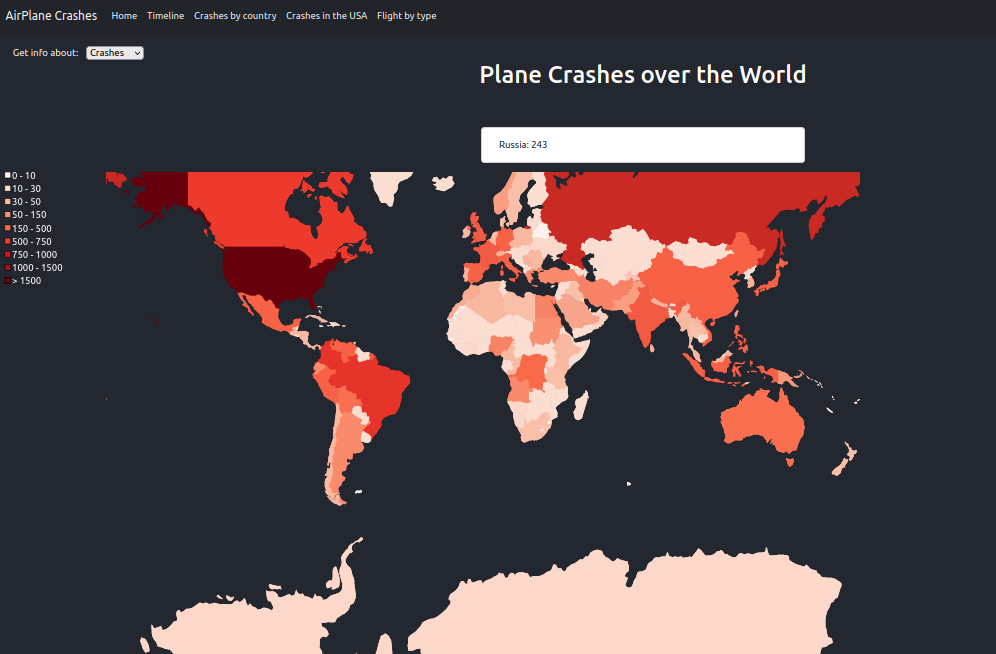 AirPlane Crashes Home Timeline Crashes by country Crashes in the USA Flight by type
Get info about: Crashes
Plane Crashes over the World
Russia: 243
0 - 10
10 - 30
30 - 50
50 - 150
150 - 500
500 - 750
750 - 1000
1000 - 1500
> 1500